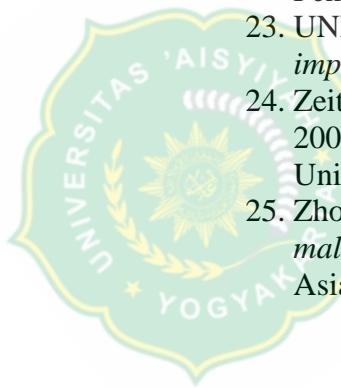 23. UN
imp
24. Zeit
200
Uni
25. Zho
mal
Asia
UNIVERSITAS 'AISYIYAH
YOGYAKARTA